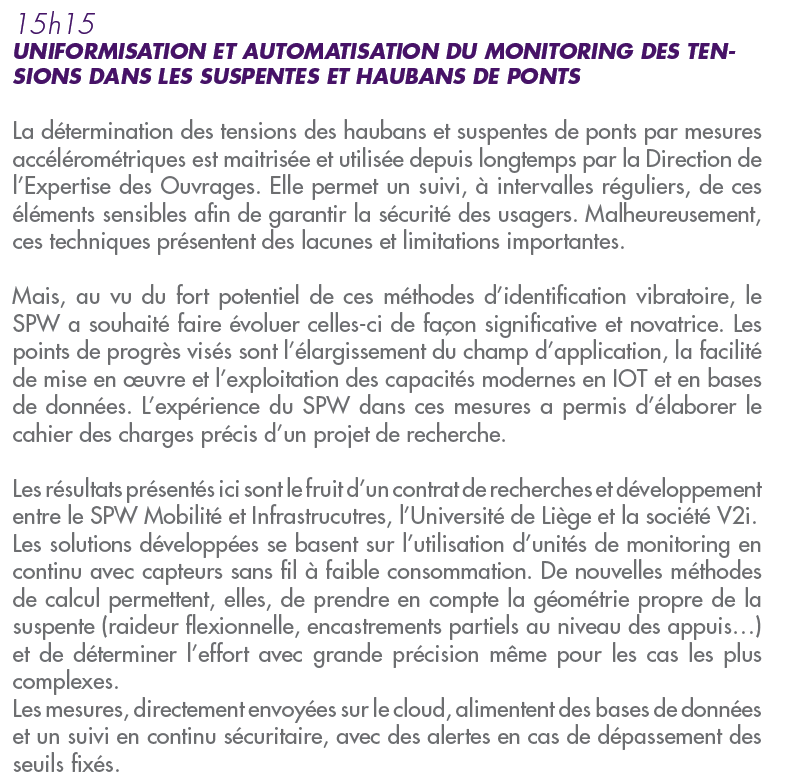 15h15
UNIFORMISATION ET AUTOMATISATION DU MONITORING DES TEN-
SIONS DANS LES SUSPENTES ET HAUBANS DE PONTS
La détermination des tensions des haubans et suspentes de ponts par mesures
accélérométriques est maitrisée et utilisée depuis longtemps par la Direction de
l’Expertise des Ouvrages. Elle permet un suivi, à intervalles réguliers, de ces
éléments sensibles afin de garantir la sécurité des usagers. Malheureusement,
ces techniques présentent des lacunes et limitations importantes.
Mais, au vu du fort potentiel de ces méthodes d’identification vibratoire, le
SPW a souhaité faire évoluer celles-ci de façon significative et novatrice. Les
points de progrès visés sont l’élargissement du champ d’application, la facilité
de mise en œuvre et l’exploitation des capacités modernes en IOT et en bases
de données. L’expérience du SPW dans ces mesures a permis d’élaborer le
cahier des charges précis d’un projet de recherche.
Les résultats présentés ici sont le fruit d’un contrat de recherches et développement
entre le SPW Mobilité et Infrastrucutres, l’Université de Liège et la société V2i.
Les solutions développées se basent sur l’utilisation d’unités de monitoring en
continu avec capteurs sans fil à faible consommation. De nouvelles méthodes
de calcul permettent, elles, de prendre en compte la géométrie propre de la
suspente (raideur flexionnelle, encastrements partiels au niveau des appuis…)
et de déterminer l’effort avec grande précision même pour les cas les plus
complexes.
Les mesures, directement envoyées sur le cloud, alimentent des bases de données
et un suivi en continu sécuritaire, avec des alertes en cas de dépassement des
seuils fixés.